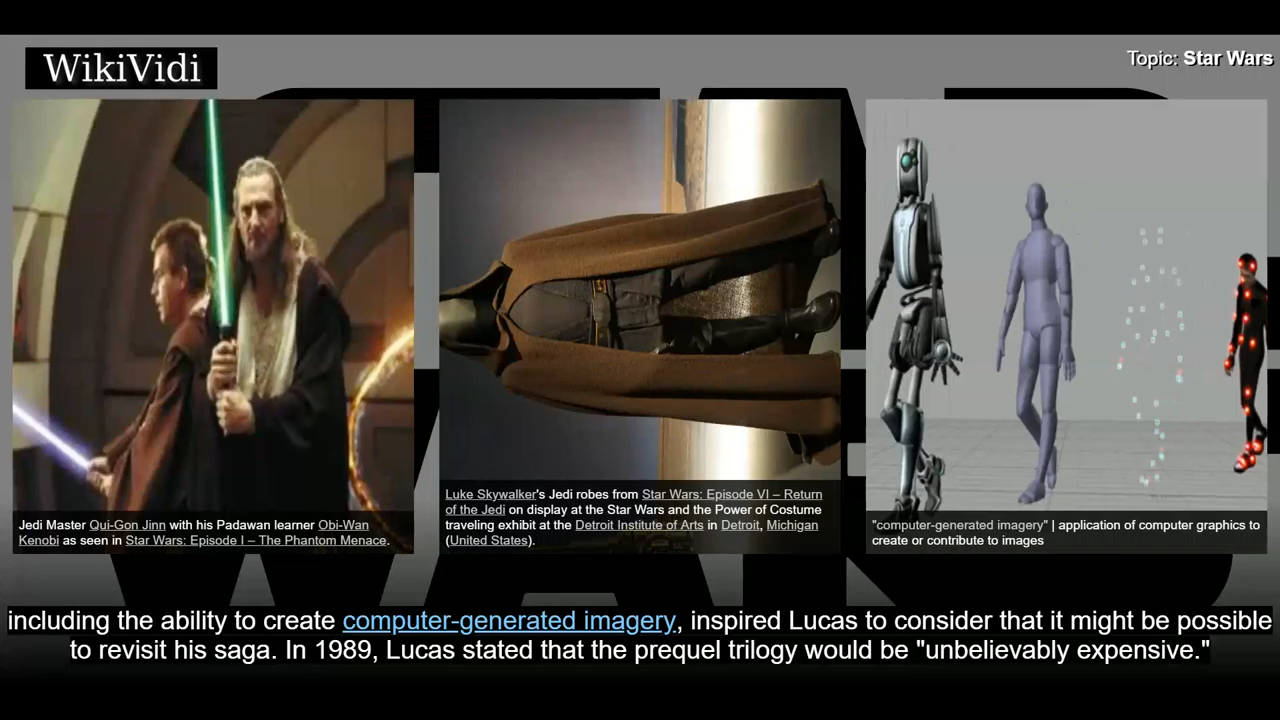 WikiVidi
Topic: Star Wars
Jedi Master Qui-Gon Jinn with his Padawan learner Obi-Wan
Kenobi as seen in Star Wars: Episode I – The Phantom Menace.
Luke Skywalker's Jedi robes from Star Wars: Episode VI – Return
of the Jedi on display at the Star Wars and the Power of Costume
traveling exhibit at the Detroit Institute of Arts in Detroit, Michigan
(United States).
"computer-generated imagery" | application of computer graphics to
create or contribute to images
including the ability to create computer-generated imagery, inspired Lucas to consider that it might be possible
to revisit his saga. In 1989, Lucas stated that the prequel trilogy would be "unbelievably expensive."